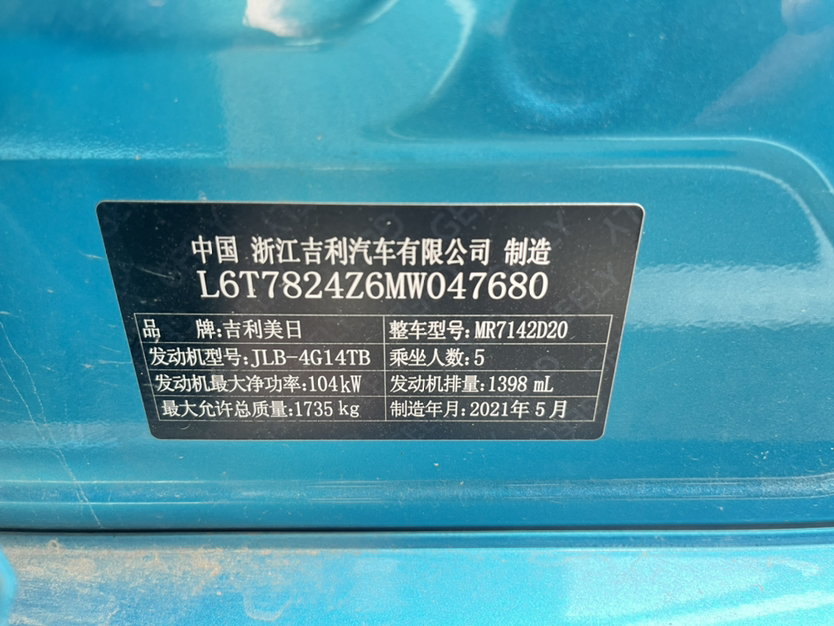 中国 浙江吉利汽车有限公司 制造
L6T7824Z6MW047680
品 牌:吉利美日 整车型号:MR7142D20
发动机型号:JLB-4G14TB 乘坐人数:5
发动机最大净功率:104kW 发动机排量:1398 mL
最大允许总质量:1735 kg 制造年月:2021年5月
GEELY